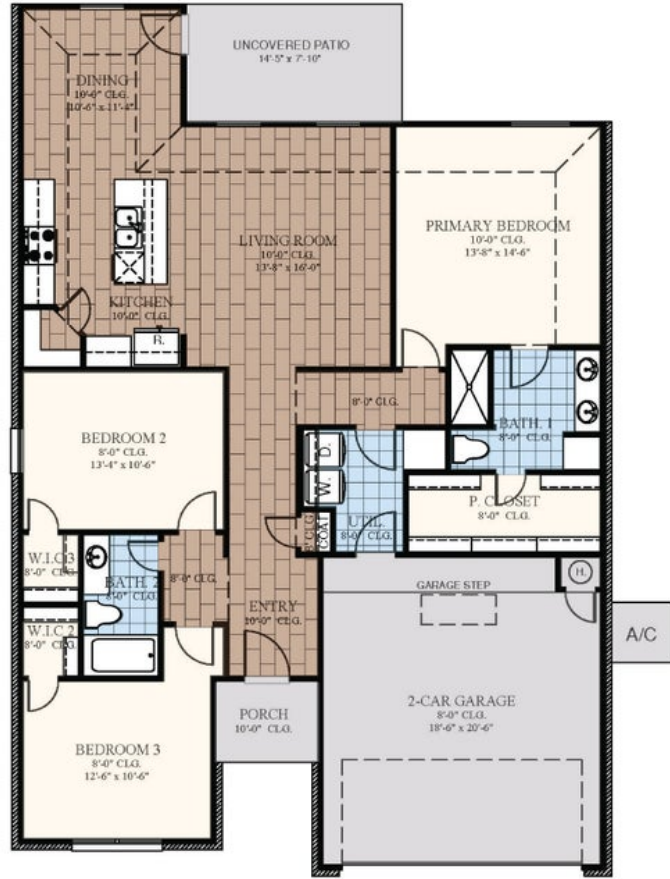 UNCOVERED PATIO
14'-5" x 7'-10"
DINING
10'-0" CLG.
10'-6" x 11'-4"
LIVING ROOM
10'-0" CLG.
13'-8" x 16'-0"
PRIMARY BEDROOM
10'-0" CLG.
13'-8" x 14'-6"
KITCHEN
10'-0" CLG.
R.
8'-0" CLG.
BATH. 1
8'-0" CLG.
BEDROOM 2
8'-0" CLG.
13'-4" x 10'-6"
D.
W.
P. CLOSET
8'-0" CLG.
UTIL.
8'-0" CLG.
COAT
8' CLG
W.I.C 3
8'-0" CLG.
BATH. 2
8'-0" CLG.
8'-0" CLG.
H.
GARAGE STEP
ENTRY
10'-0" CLG.
W.I.C 2
8'-0" CLG.
A/C
PORCH
10'-0" CLG.
2-CAR GARAGE
8'-0" CLG.
18'-6" x 20'-6"
BEDROOM 3
8'-0" CLG.
12'-6" x 10'-6"